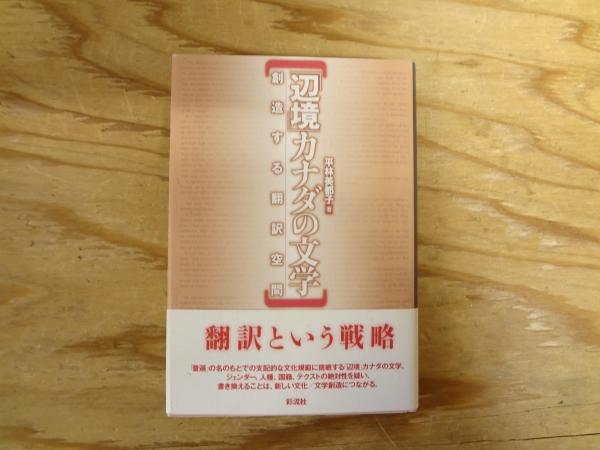 「辺境」カナダの文学
創造する翻訳空間
平林美都子 著
翻訳という戦略
「普遍」の名のもとでの支配的な文化規範に挑戦する「辺境」カナダの文学。
ジェンダー、人種、国籍、テクストの絶対性を疑い、
書き換えることは、新しい文化/文学創造につながる。
彩流社